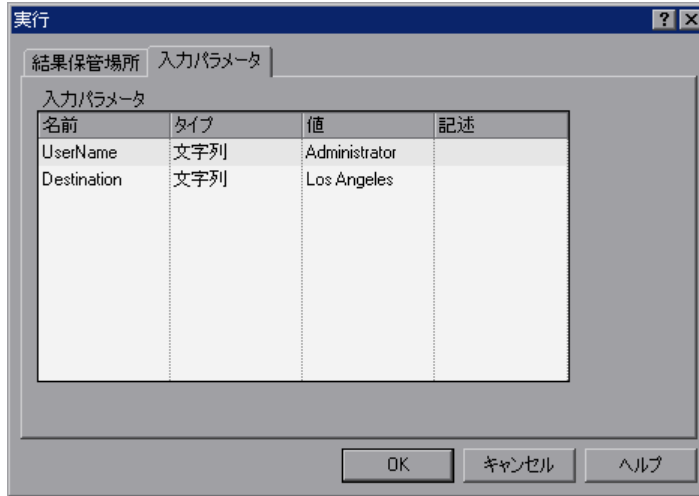 実行
結果保管場所 入力パラメータ
入力パラメータ
名前 タイプ 値 記述
UserName 文字列 Administrator
Destination 文字列 Los Angeles
OK キャンセル ヘルプ